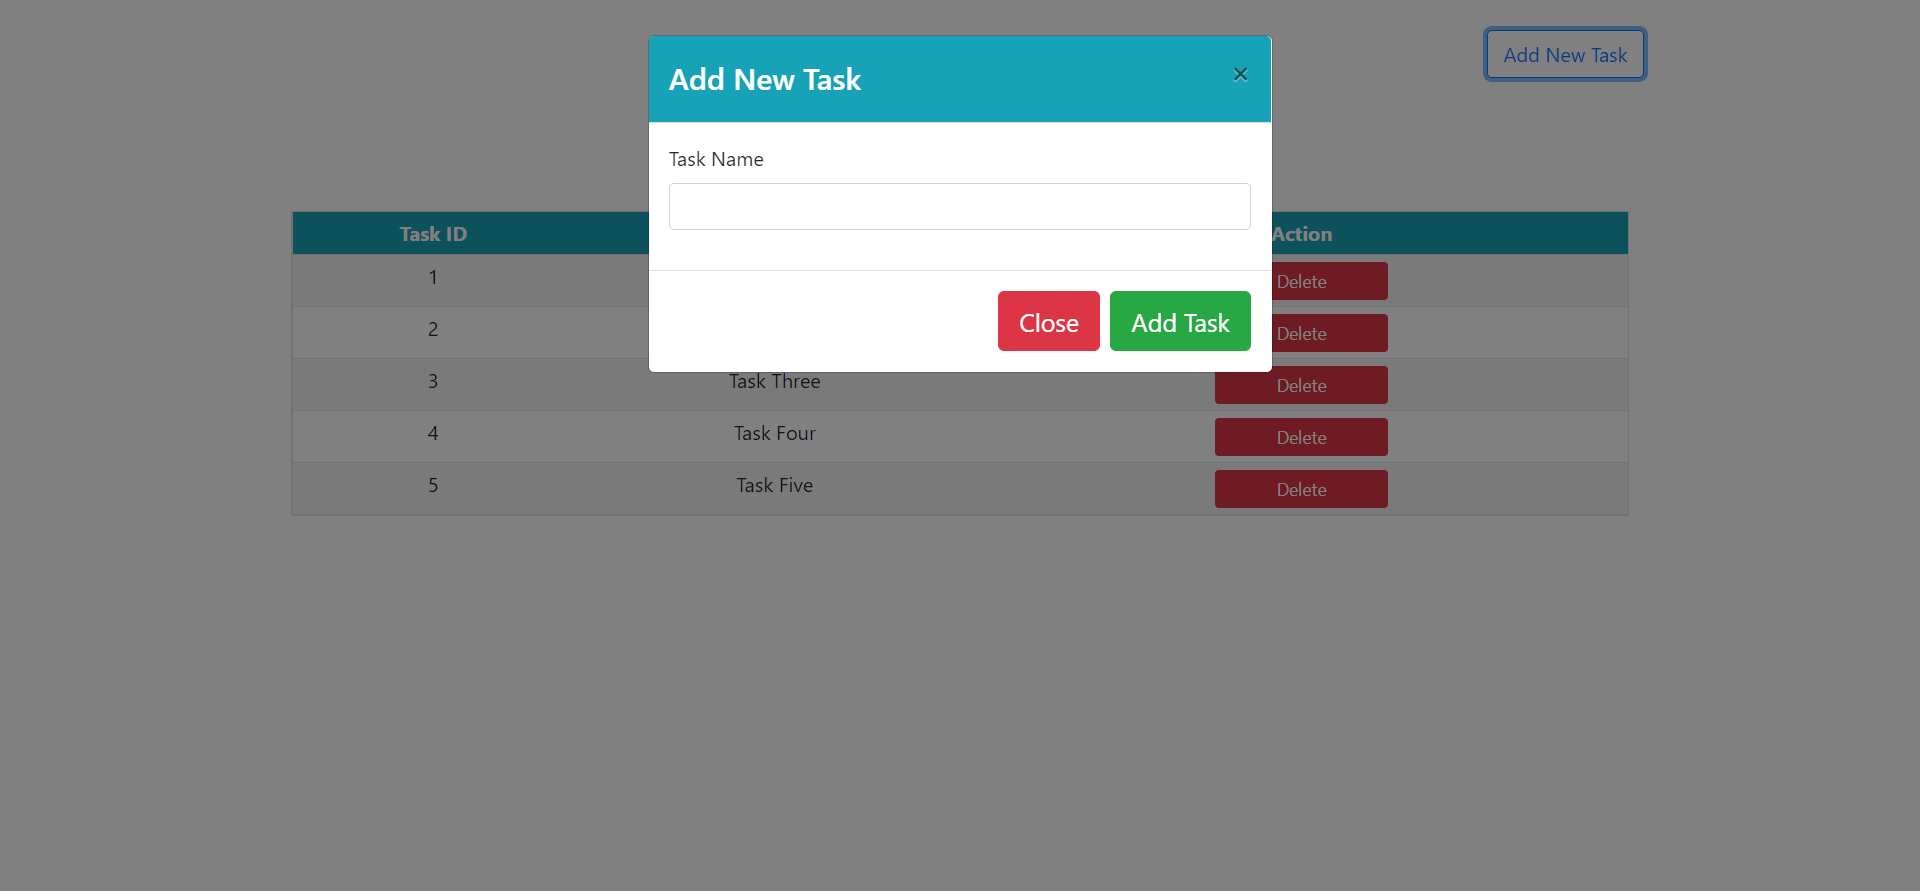 Add New Task
Add New Task ×
Task Name
Task ID Action
1 Delete
2 Delete
Close Add Task
3 Task Three Delete
4 Task Four Delete
5 Task Five Delete